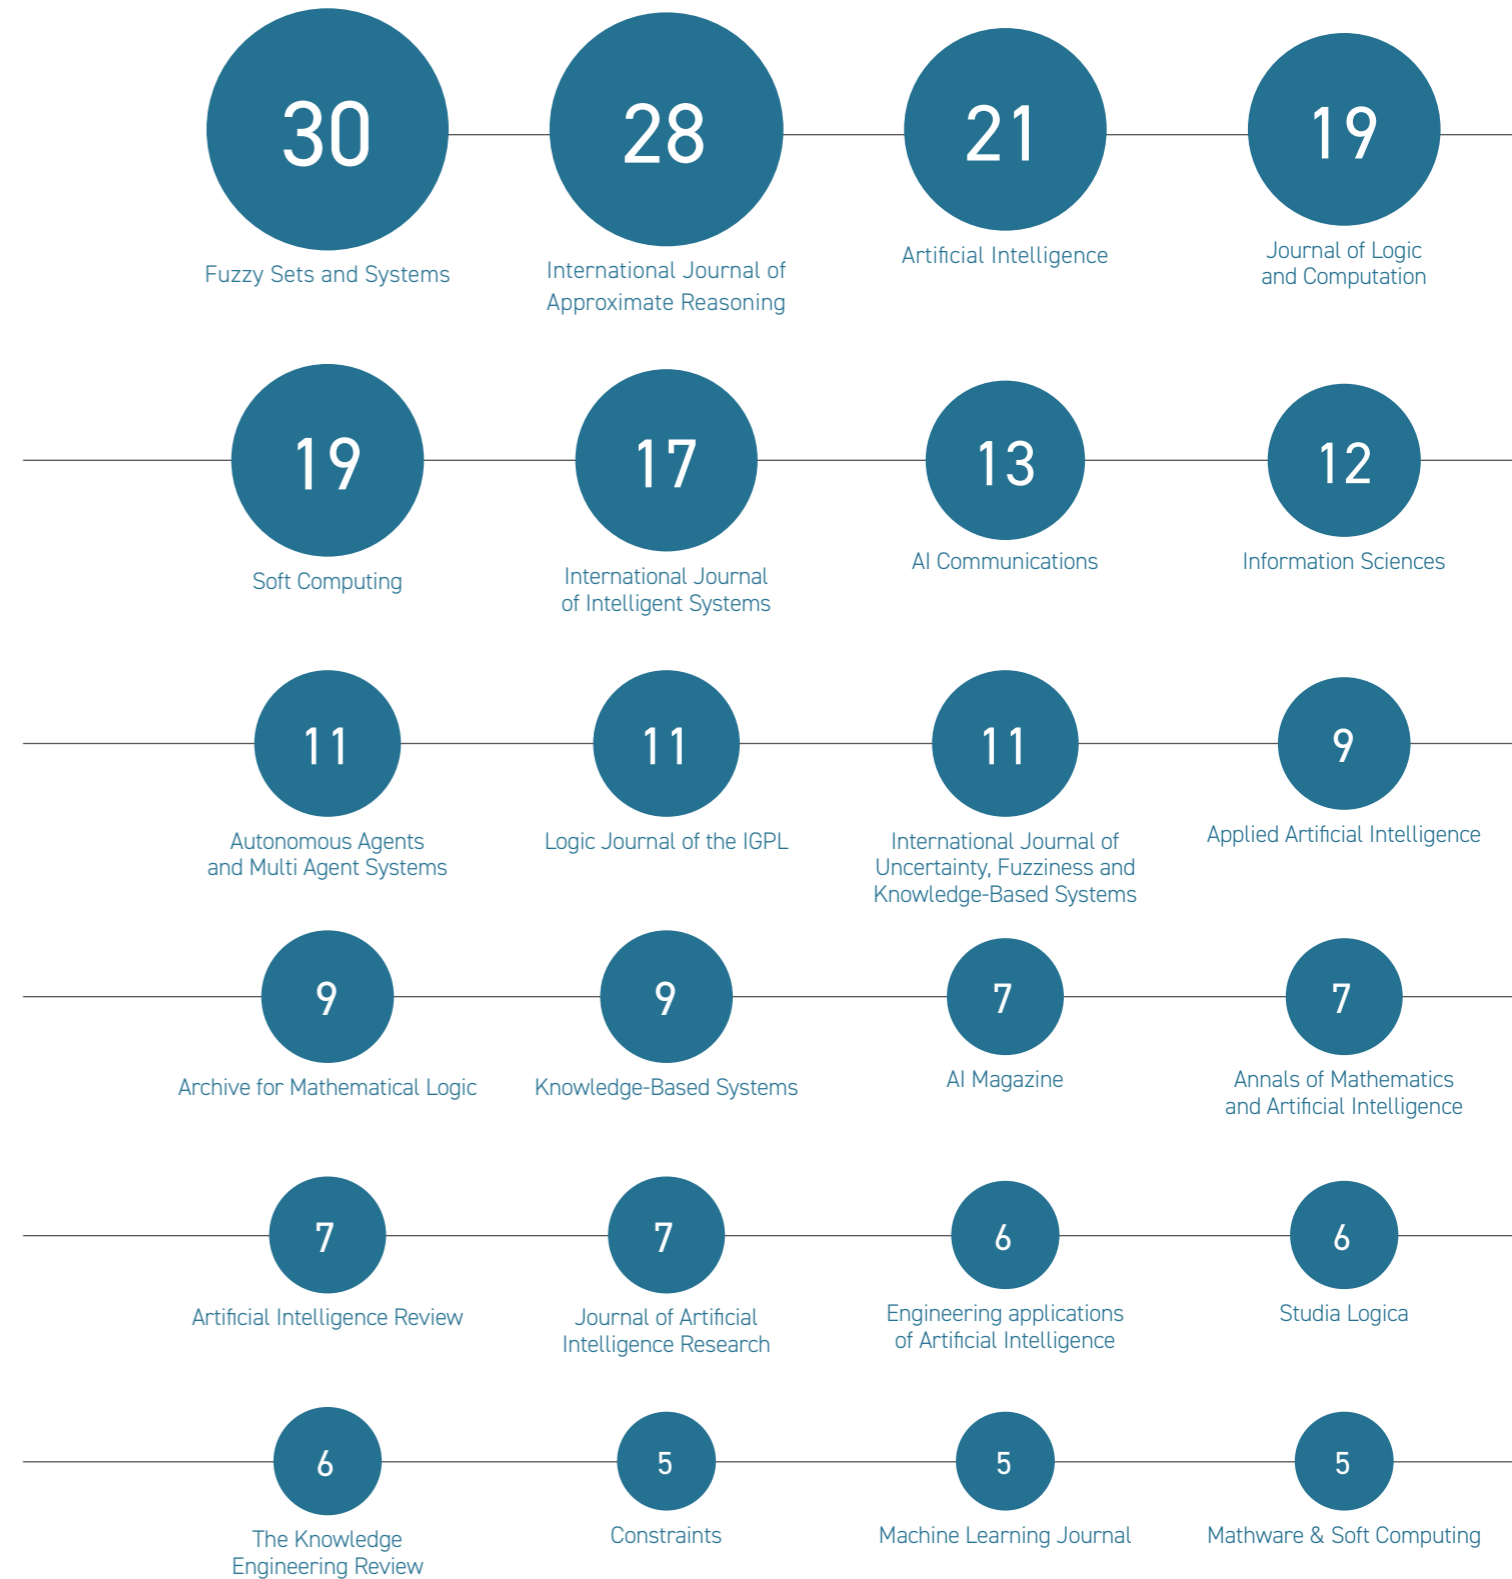 30
Fuzzy Sets and Systems
28
International Journal of
Approximate Reasoning
21
Artificial Intelligence
19
Journal of Logic
and Computation
19
Soft Computing
17
International Journal
of Intelligent Systems
13
AI Communications
12
Information Sciences
11
Autonomous Agents
and Multi Agent Systems
11
Logic Journal of the IGPL
11
International Journal of
Uncertainty, Fuzziness and
Knowledge-Based Systems
9
Applied Artificial Intelligence
9
Archive for Mathematical Logic
9
Knowledge-Based Systems
7
AI Magazine
7
Annals of Mathematics
and Artificial Intelligence
7
Artificial Intelligence Review
7
Journal of Artificial
Intelligence Research
6
Engineering applications
of Artificial Intelligence
6
Studia Logica
6
The Knowledge
Engineering Review
5
Constraints
5
Machine Learning Journal
5
Mathware & Soft Computing